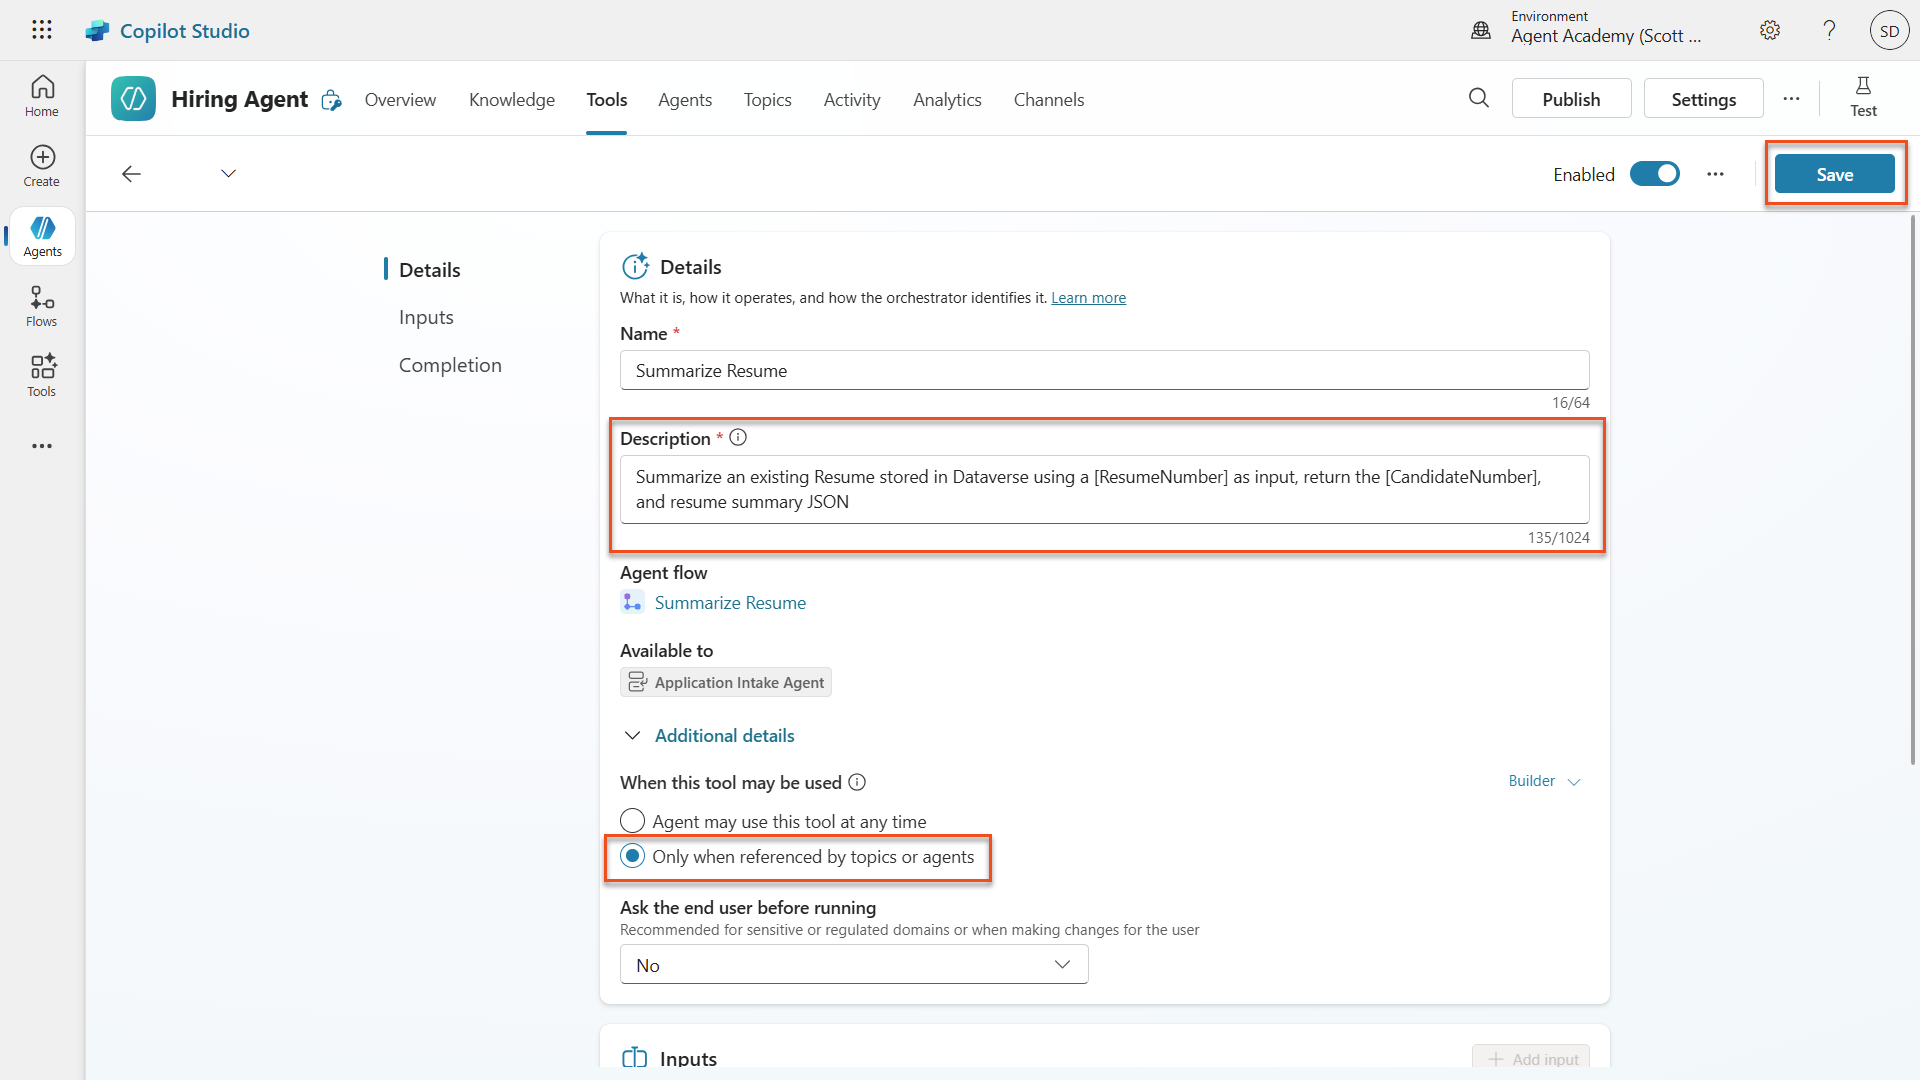 Copilot Studio
Environment
Agent Academy (Scott ...
SD
Home
Create
Agents
Flows
Tools
Hiring Agent
Overview
Knowledge
Tools
Agents
Topics
Activity
Analytics
Channels
Publish
Settings
Test
Enabled
Save
Details
Inputs
Completion
Details
What it is, how it operates, and how the orchestrator identifies it. Learn more
Name *
Summarize Resume
16/64
Description *
Summarize an existing Resume stored in Dataverse using a [ResumeNumber] as input, return the [CandidateNumber],
and resume summary JSON
135/1024
Agent flow
Summarize Resume
Available to
Application Intake Agent
Additional details
When this tool may be used
Builder
Agent may use this tool at any time
Only when referenced by topics or agents
Ask the end user before running
Recommended for sensitive or regulated domains or when making changes for the user
No
Inputs
Add input